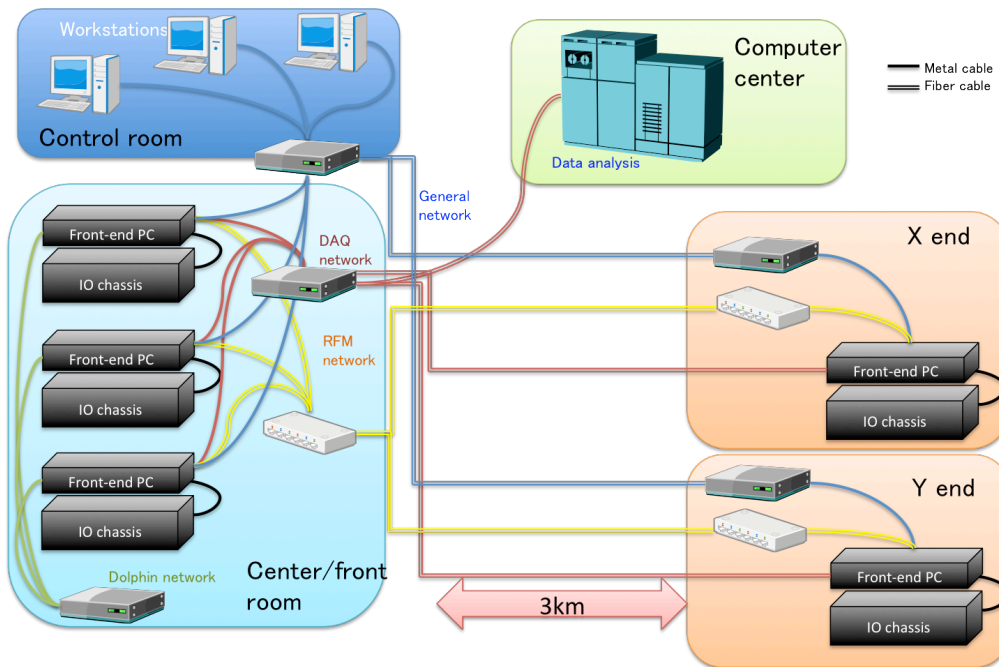 Workstations
Control room
Computer
center
Data analysis
Metal cable
Fiber cable
General
network
Front-end PC
IO chassis
DAQ
network
Front-end PC
IO chassis
RFM
network
Front-end PC
IO chassis
Dolphin network
Center/front
room
X end
Front-end PC
IO chassis
Y end
Front-end PC
IO chassis
3km